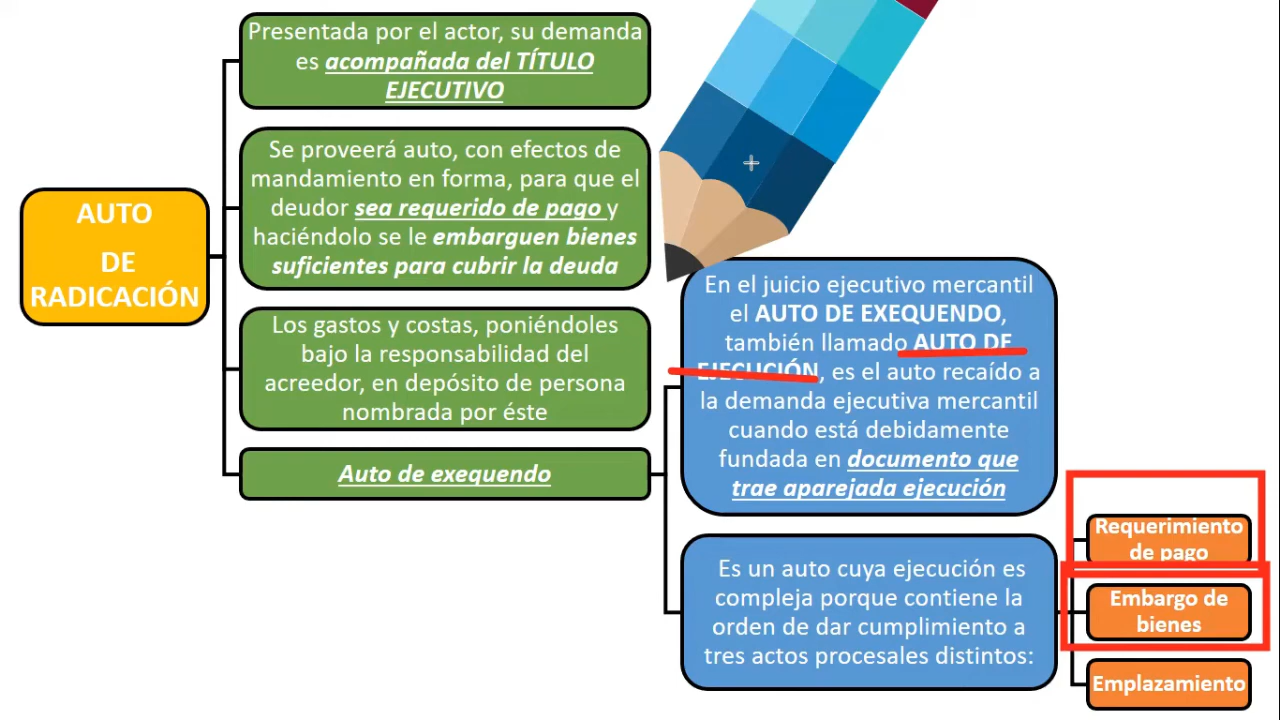 AUTO
DE
RADICACIÓN
Presentada por el actor, su demanda
es acompañada del TÍTULO
EJECUTIVO
Se proveerá auto, con efectos de
mandamiento en forma, para que el
deudor sea requerido de pago y
haciéndolo se le embarguen bienes
suficientes para cubrir la deuda
Los gastos y costas, poniéndoles
bajo la responsabilidad del
acreedor, en depósito de persona
nombrada por éste
Auto de exequendo
En el juicio ejecutivo mercantil
el AUTO DE EXEQUENDO,
también llamado AUTO DE
EJECUCIÓN, es el auto recaído a
la demanda ejecutiva mercantil
cuando está debidamente
fundada en documento que
trae aparejada ejecución
Es un auto cuya ejecución es
compleja porque contiene la
orden de dar cumplimiento a
tres actos procesales distintos:
Requerimiento
de pago
Embargo de
bienes
Emplazamiento